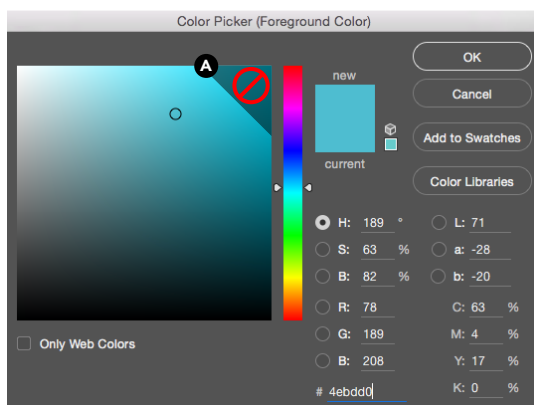 Color Picker (Foreground Color)
A
new
current
OK
Cancel
Add to Swatches
Color Libraries
H: 189 °
S: 63 %
B: 82 %
R: 78
G: 189
B: 208
# 4ebdd0
L: 71
a: -28
b: -20
C: 63 %
M: 4 %
Y: 17 %
K: 0 %
Only Web Colors